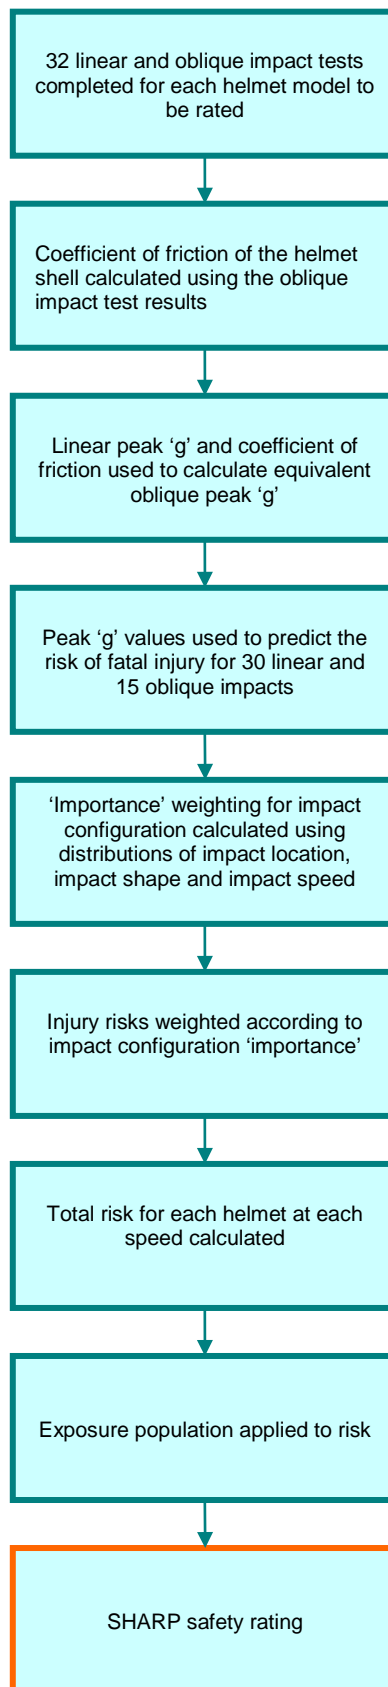 32 linear and oblique impact tests
completed for each helmet model to
be rated
Coefficient of friction of the helmet
shell calculated using the oblique
impact test results
Linear peak ‘g’ and coefficient of
friction used to calculate equivalent
oblique peak ‘g’
Peak ‘g’ values used to predict the
risk of fatal injury for 30 linear and
15 oblique impacts
‘Importance’ weighting for impact
configuration calculated using
distributions of impact location,
impact shape and impact speed
Injury risks weighted according to
impact configuration ‘importance’
Total risk for each helmet at each
speed calculated
Exposure population applied to risk
SHARP safety rating